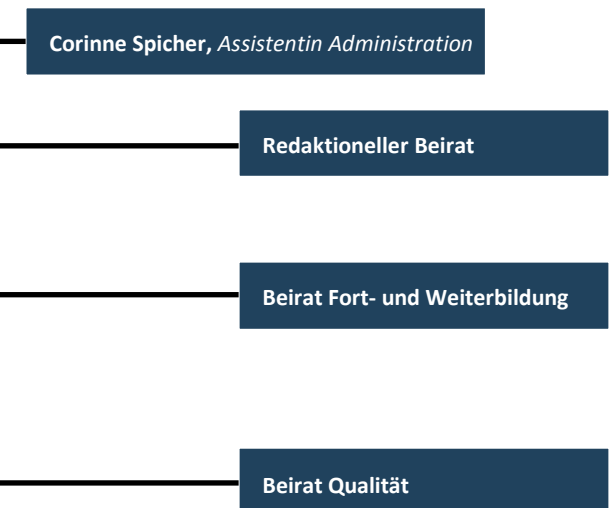 Corinne Spicher, Assistentin Administration
Redaktioneller Beirat
Beirat Fort- und Weiterbildung
Beirat Qualität